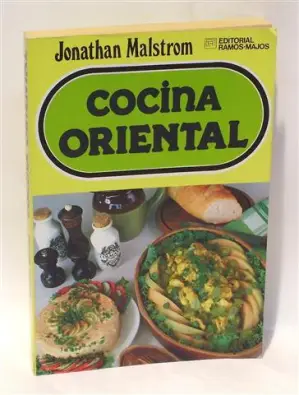 Jonathan Malstrom
EDITORIAL
RAMOS-MAJOS
COCINA
ORIENTAL